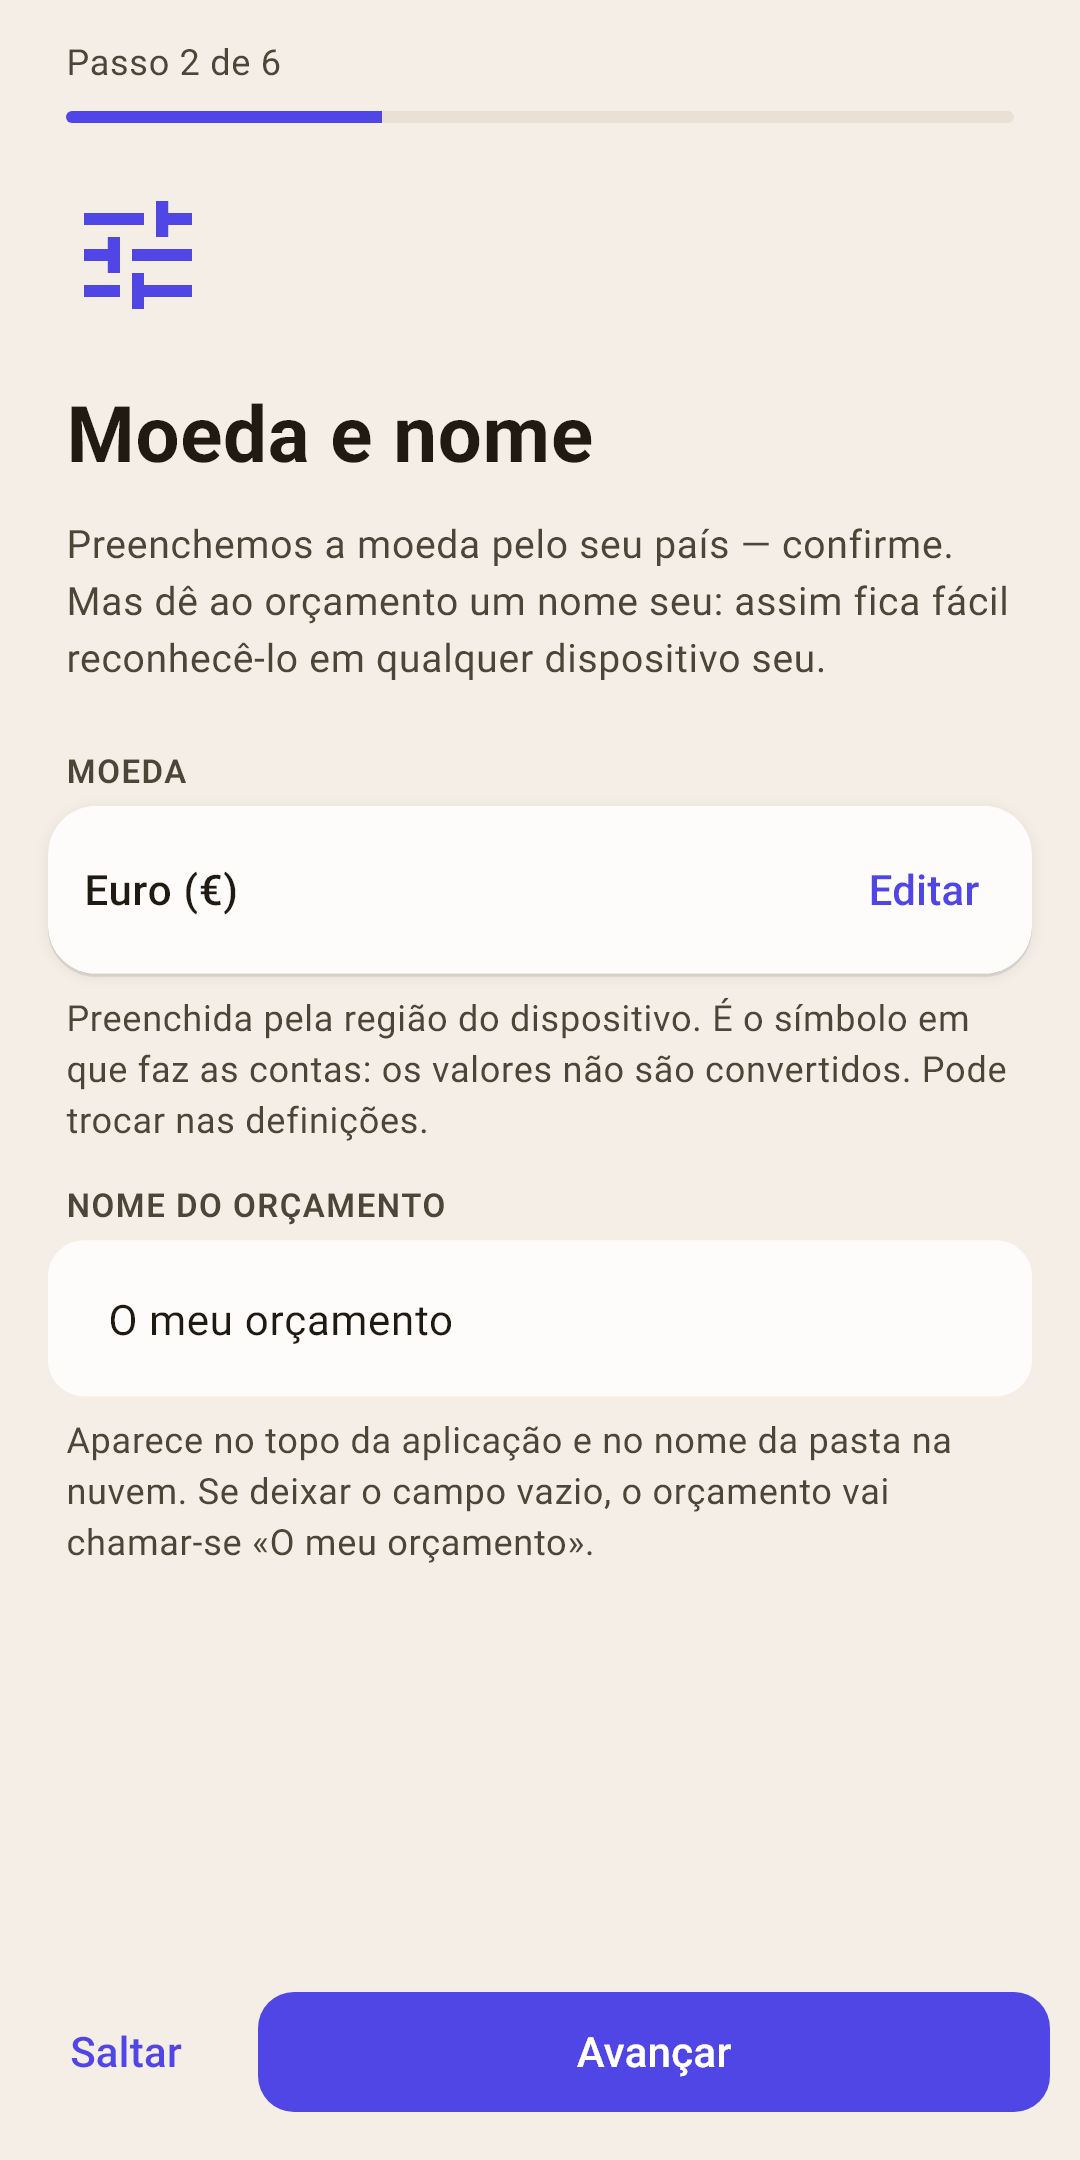 Passo 2 de 6
Moeda e nome
Preenchemos a moeda pelo seu país — confirme.
Mas dê ao orçamento um nome seu: assim fica fácil
reconhecê-lo em qualquer dispositivo seu.
MOEDA
Euro (€)
Editar
Preenchida pela região do dispositivo. É o símbolo em
que faz as contas: os valores não são convertidos. Pode
trocar nas definições.
NOME DO ORÇAMENTO
O meu orçamento
Aparece no topo da aplicação e no nome da pasta na
nuvem. Se deixar o campo vazio, o orçamento vai
chamar-se «O meu orçamento».
Saltar
Avançar